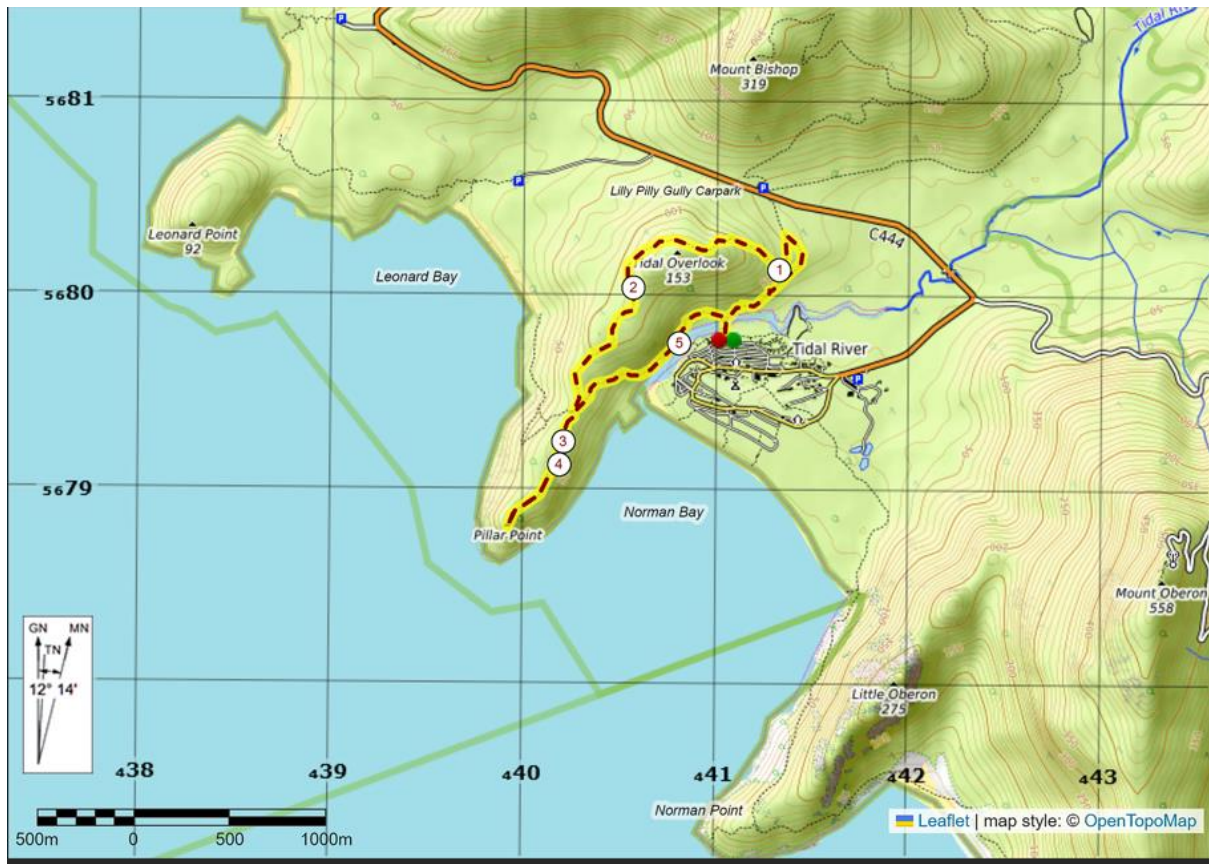 Tidal River
Mount Bishop
319
5681
Lilly Pilly Gully Carpark
100
Leonard Point
92
C444
idal Overlook
153
1
Leonard Bay
2
5680
5
Tidal River
3
4
5679
Norman Bay
Pillar Point
Mount Oberon
558
GN MN
TN
12° 14'
Little Oberon
275
438 439 440 441 442 443
Norman Point
500m 0 500 1000m
Leaflet | map style: © OpenTopoMap